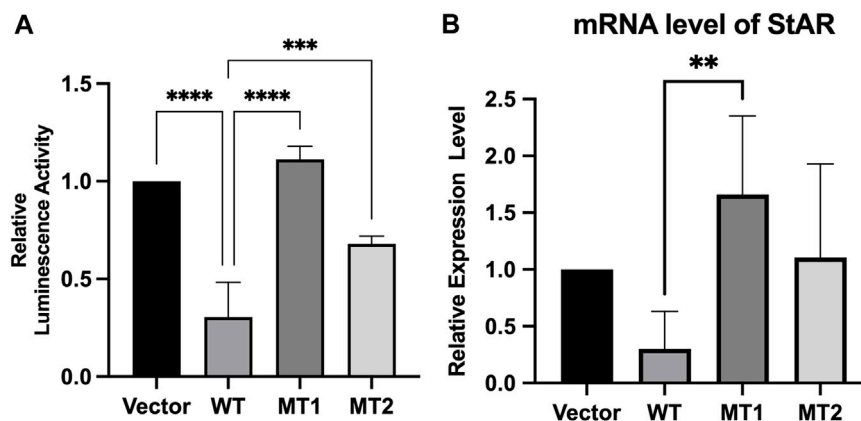 A
***
****
****
Relative
Luminescence Activity
1.5
1.0
0.5
0.0
Vector WT MT1 MT2
B
mRNA level of StAR
**
Relative Expression Level
2.5
2.0
1.5
1.0
0.5
0.0
Vector WT MT1 MT2